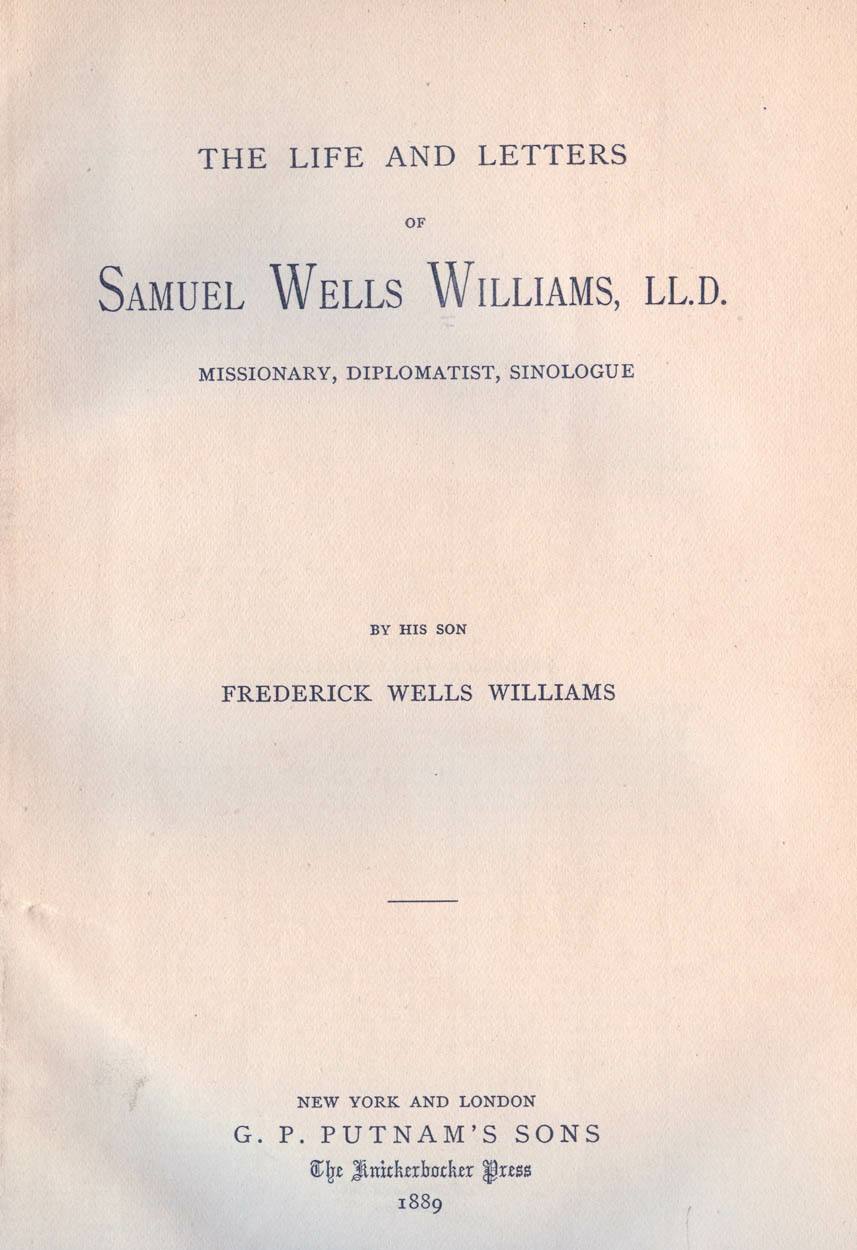 THE LIFE AND LETTERS
OF
SAMUEL WELLS WILLIAMS, LL.D.
MISSIONARY, DIPLOMATIST, SINOLOGUE
BY HIS SON
FREDERICK WELLS WILLIAMS
NEW YORK AND LONDON
G. P. PUTNAM'S SONS
The Knickerbocker Press
1889